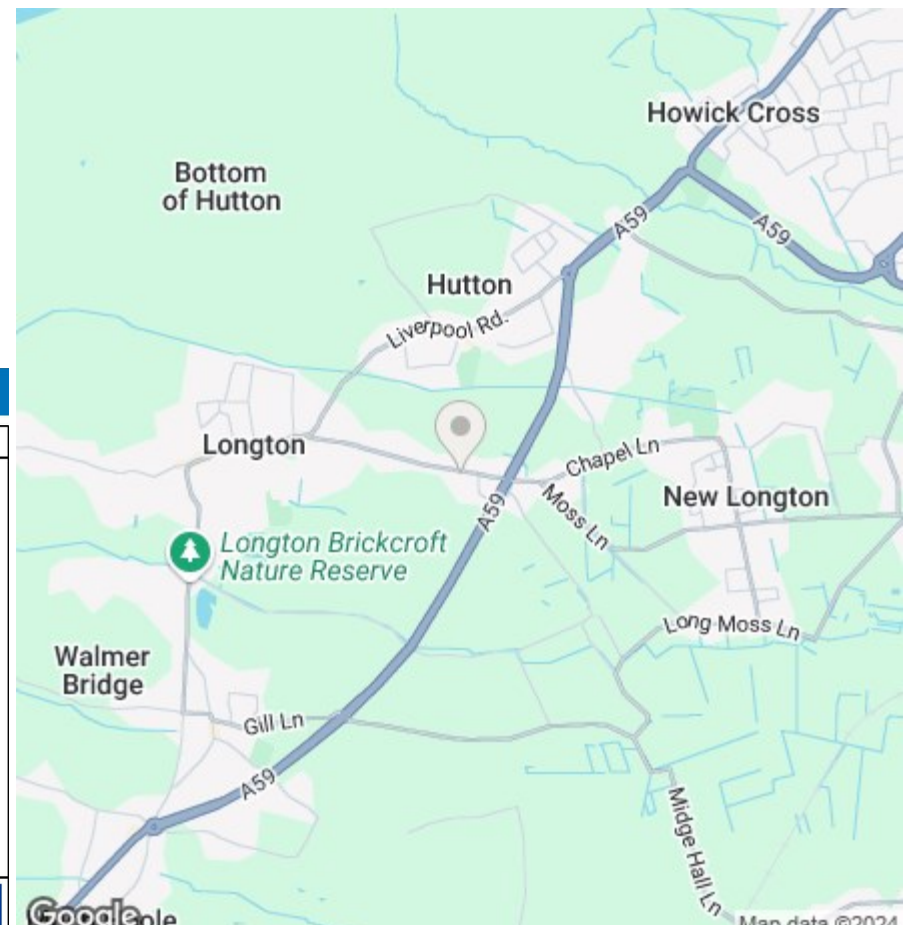 Howick Cross
Bottom
of Hutton
A59
A59
Hutton
Liverpool Rd.
Longton
Chapel Ln
New Longton
Moss Ln
A59
Longton Brickcroft
Nature Reserve
Long Moss Ln
Walmer
Bridge
Gill Ln
A59
Midge Hall Ln
Google
Map data ©2024